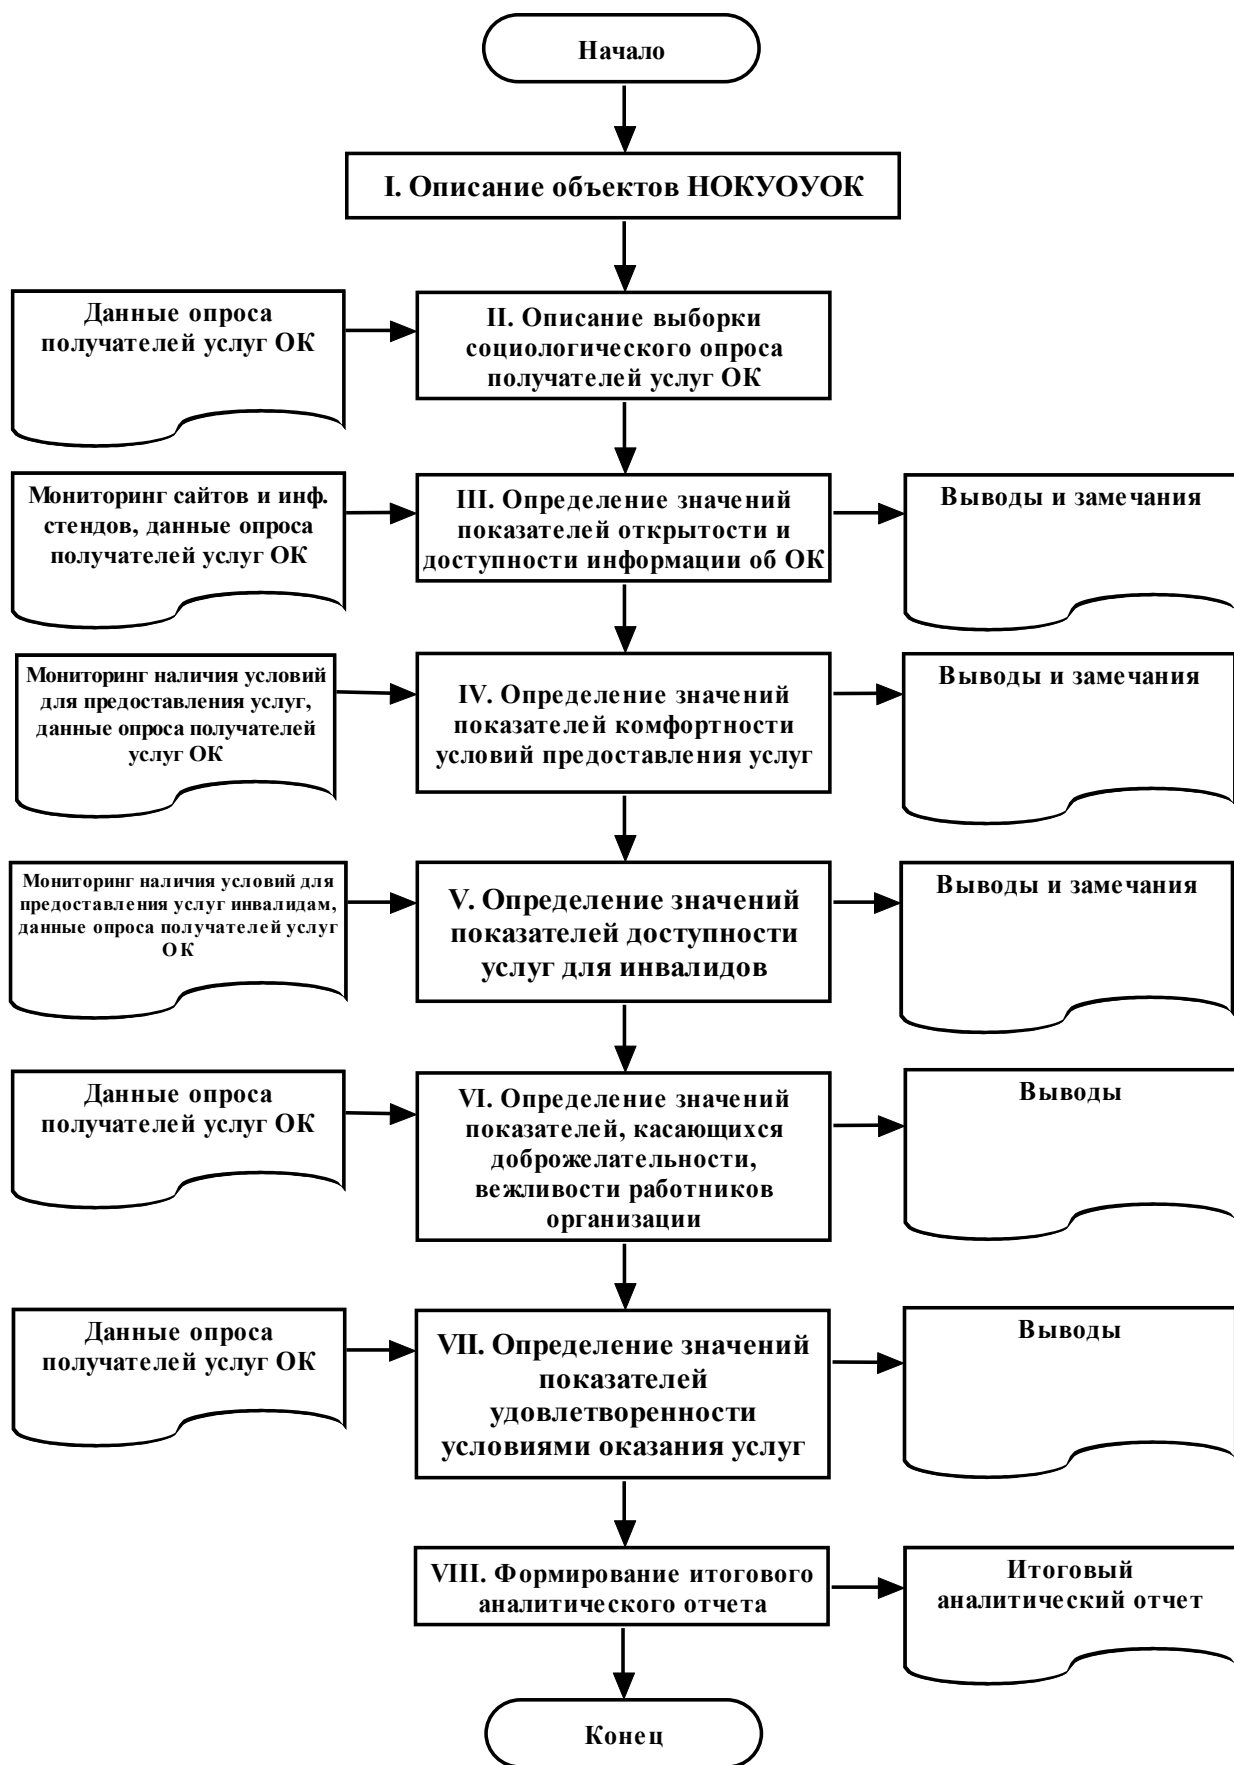 Начало
I. Описание объектов НОКУОУОК
Данные опроса
получателей услуг ОК
II. Описание выборки
социологического опроса
получателей услуг ОК
Мониторинг сайтов и инф.
стендов, данные опроса
получателей услуг ОК
III. Определение значений
показателей открытости и
доступности информации об ОК
Выводы и замечания
Мониторинг наличия условий
для предоставления услуг,
данные опроса получателей
услуг ОК
IV. Определение значений
показателей комфортности
условий предоставления услуг
Выводы и замечания
Мониторинг наличия условий для
предоставления услуг инвалидам,
данные опроса получателей услуг
ОК
V. Определение значений
показателей доступности
услуг для инвалидов
Выводы и замечания
Данные опроса
получателей услуг ОК
VI. Определение значений
показателей, касающихся
доброжелательности,
вежливости работников
организации
Выводы
Данные опроса
получателей услуг ОК
VII. Определение значений
показателей
удовлетворенности
условиями оказания услуг
Выводы
VIII. Формирование итогового
аналитического отчета
Итоговый
аналитический отчет
Конец